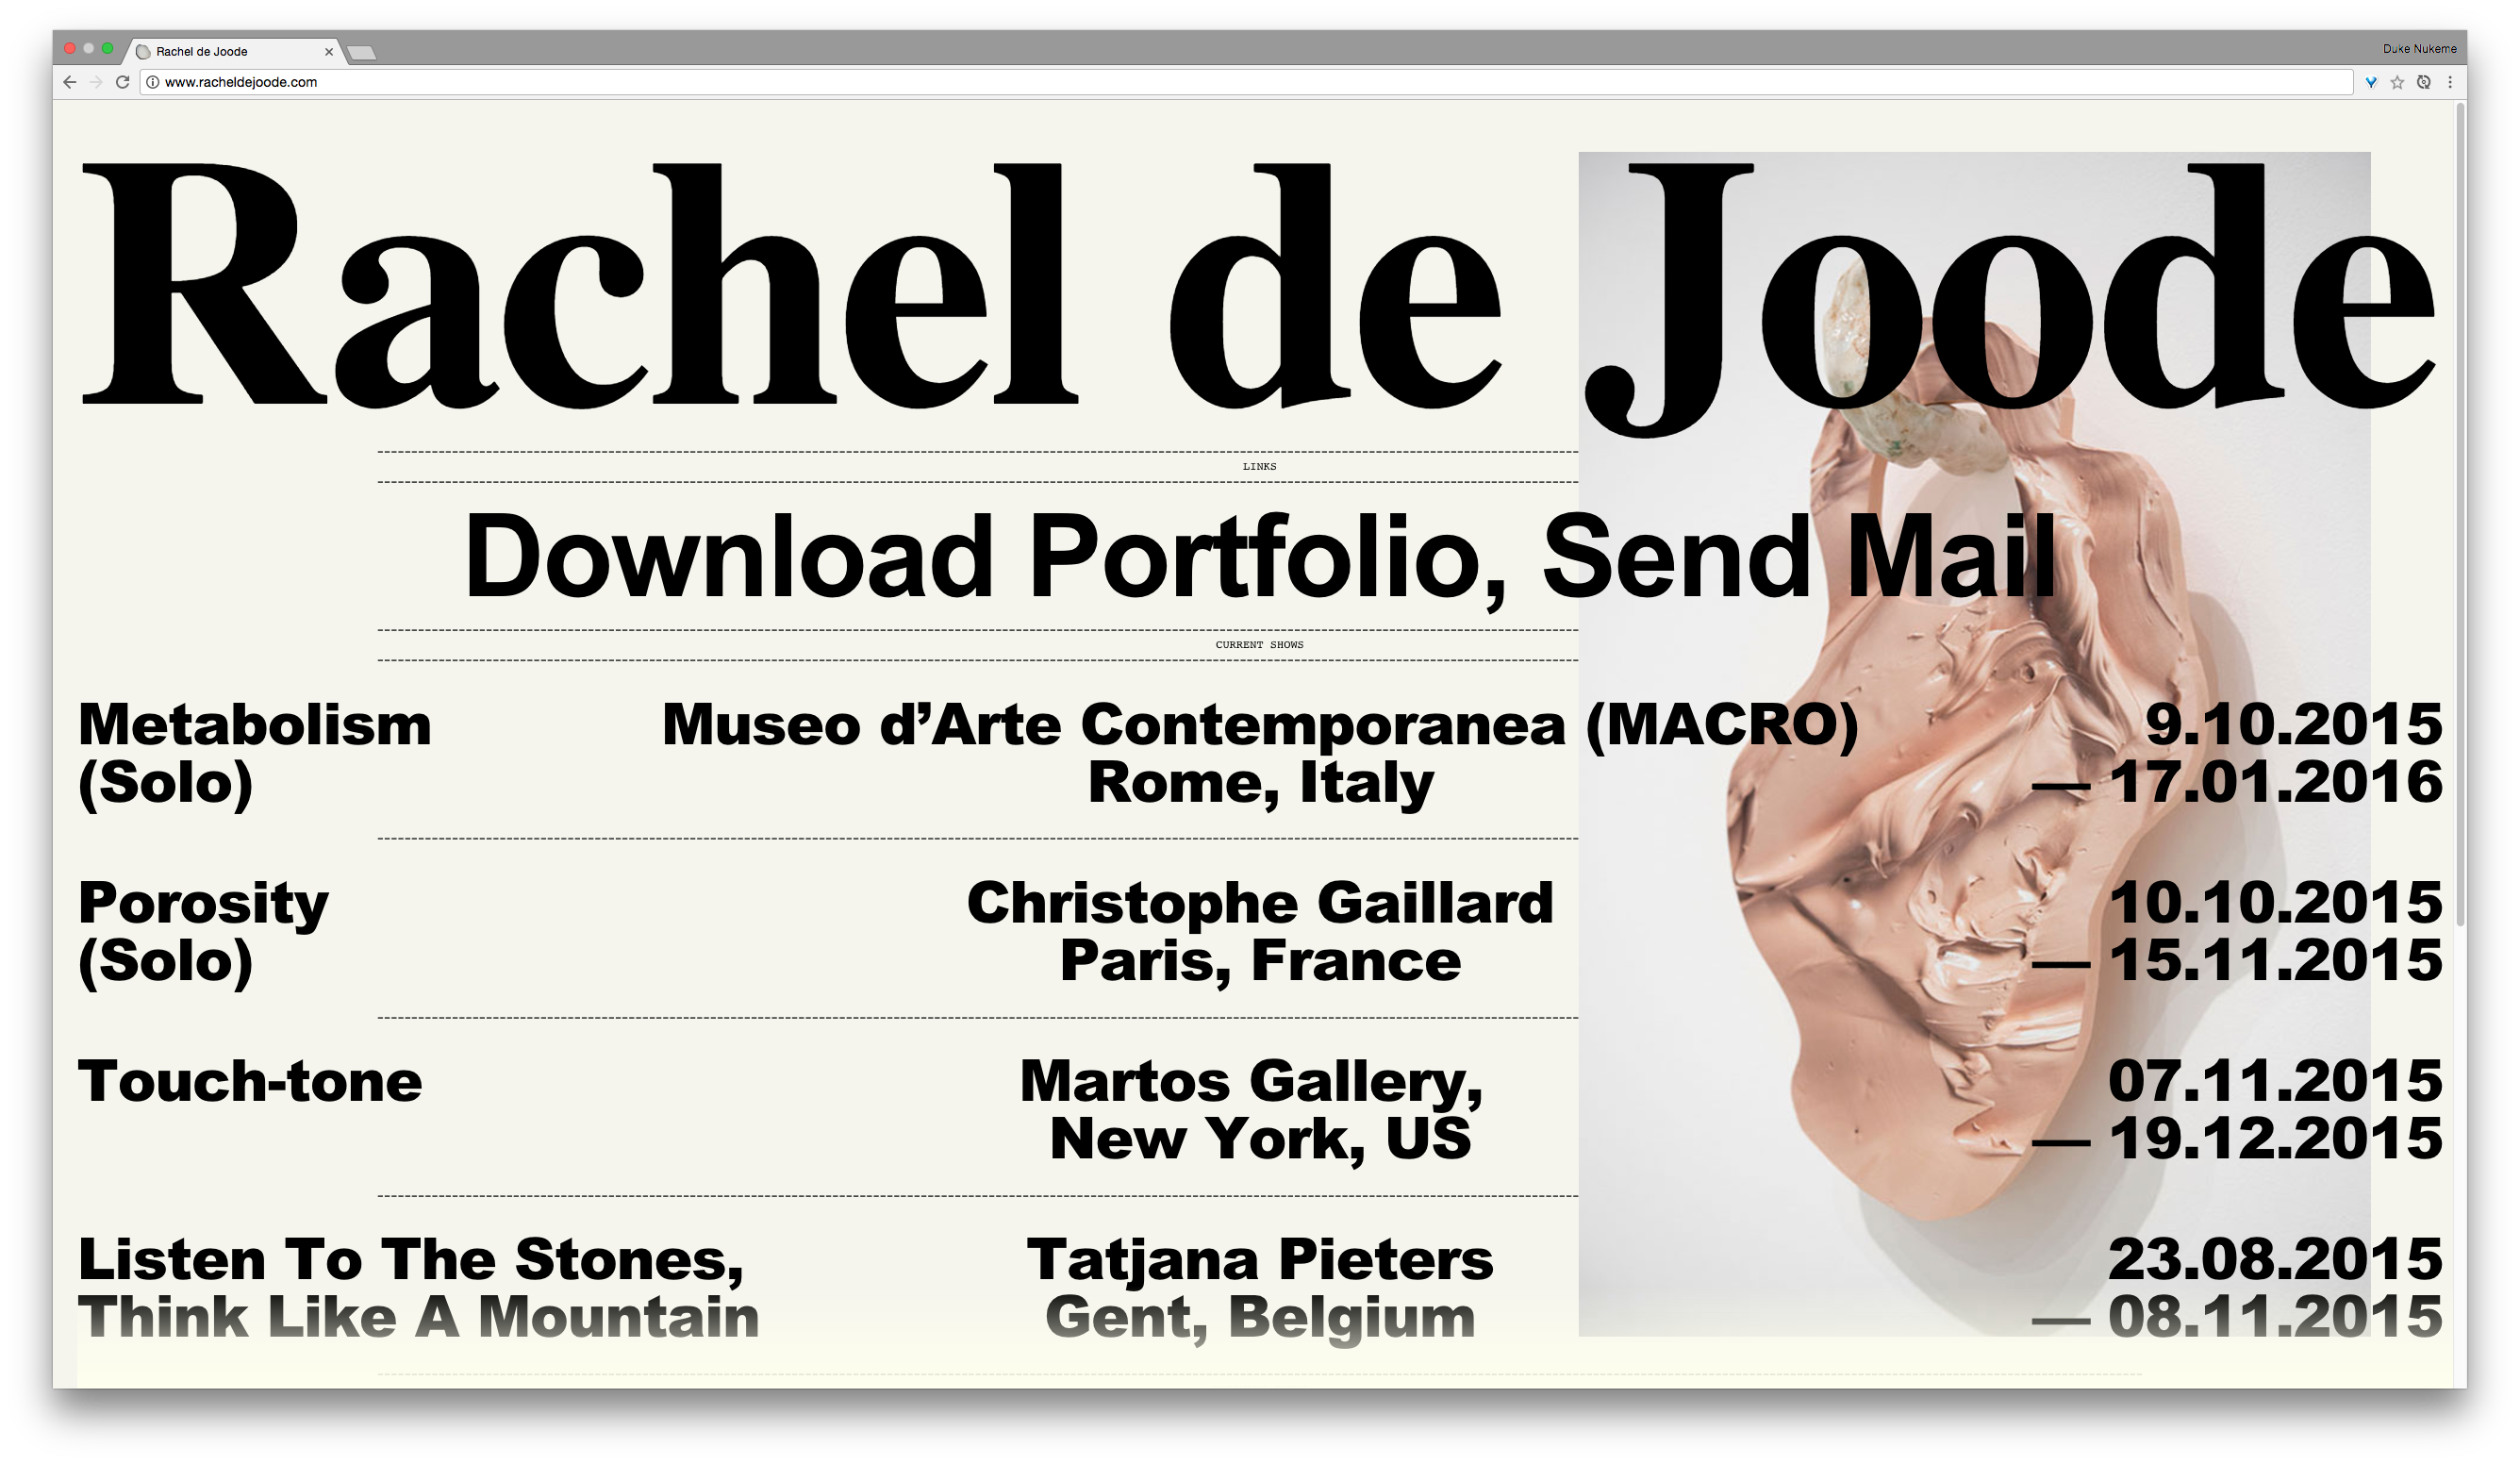 Rachel de Joode
Duke Nukeme
www.racheldejoode.com
Rachel de Joode
LINKS
Download Portfolio, Send Mail
CURRENT SHOWS
Metabolism
(Solo)
Museo d’Arte Contemporanea (MACRO)
Rome, Italy
9.10.2015
— 17.01.2016
Porosity
(Solo)
Christophe Gaillard
Paris, France
10.10.2015
— 15.11.2015
Touch-tone
Martos Gallery,
New York, US
07.11.2015
— 19.12.2015
Listen To The Stones,
Think Like A Mountain
Tatjana Pieters
Gent, Belgium
23.08.2015
— 08.11.2015